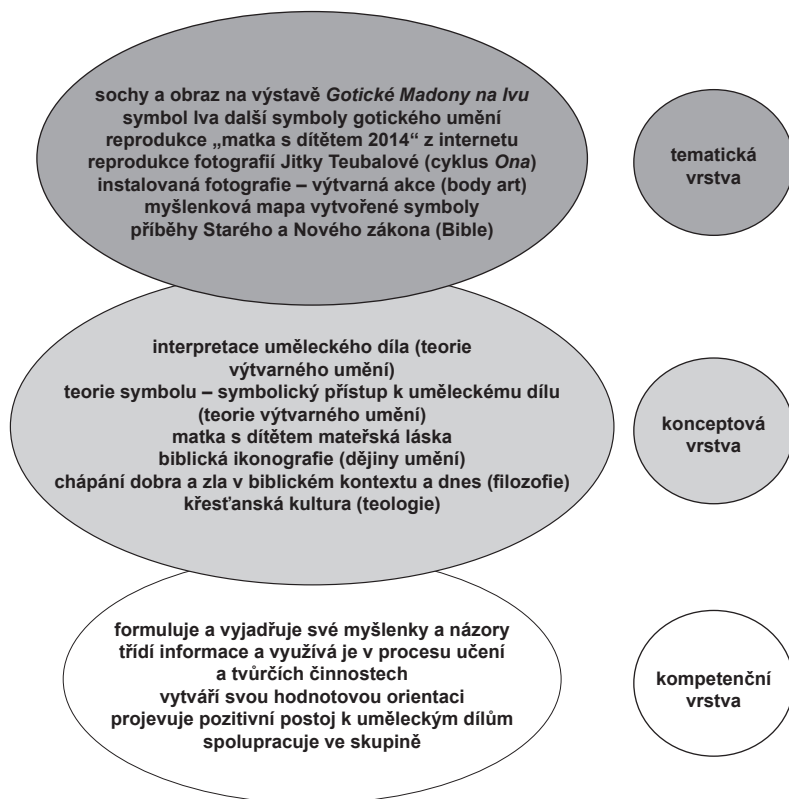 sochy a obraz na výstavě Gotické Madony na lvu
symbol lva další symboly gotického umění
reprodukce „matka s dítětem 2014“ z internetu
reprodukce fotografií Jitky Teubalové (cyklus Ona)
instalovaná fotografie – výtvarná akce (body art)
myšlenková mapa vytvořené symboly
příběhy Starého a Nového zákona (Bible)
tematická
vrstva
interpretace uměleckého díla (teorie
výtvarného umění)
teorie symbolu – symbolický přístup k uměleckému dílu
(teorie výtvarného umění)
matka s dítětem mateřská láska
biblická ikonografie (dějiny umění)
chápání dobra a zla v biblickém kontextu a dnes (filozofie)
křesťanská kultura (teologie)
konceptová
vrstva
formuluje a vyjadřuje své myšlenky a názory
třídí informace a využívá je v procesu učení
a tvůrčích činnostech
vytváří svou hodnotovou orientaci
projevuje pozitivní postoj k uměleckým dílům
spolupracuje ve skupině
kompetenční
vrstva